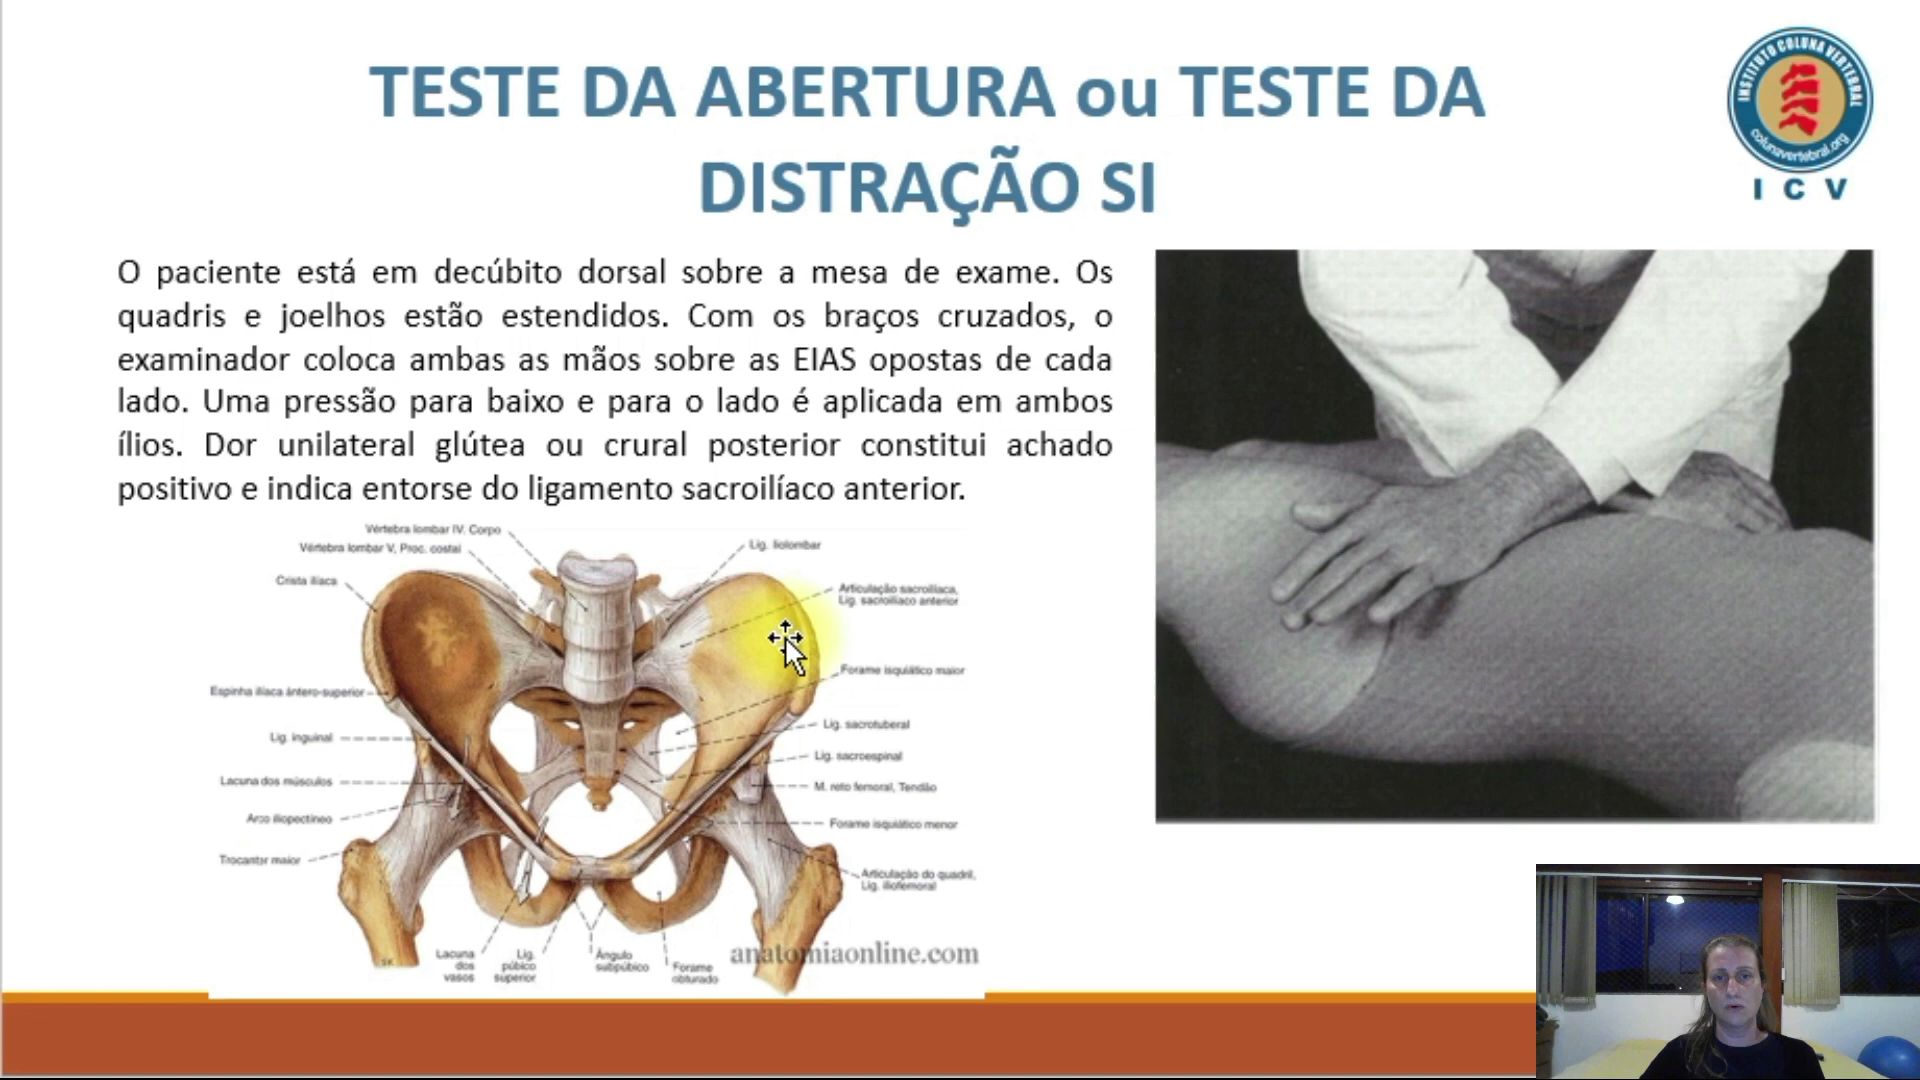 TESTE DA ABERTURA ou TESTE DA
DISTRAÇÃO SI
INSTITUTO COLUNA VERTEBRAL
colunavertebral.org
I C V
O paciente está em decúbito dorsal sobre a mesa de exame. Os
quadris e joelhos estão estendidos. Com os braços cruzados, o
examinador coloca ambas as mãos sobre as EIAS opostas de cada
lado. Uma pressão para baixo e para o lado é aplicada em ambos
ílios. Dor unilateral glútea ou crural posterior constitui achado
positivo e indica entorse do ligamento sacroilíaco anterior.
Vértebra lombar IV, Corpo
Vértebra lombar V, Proc. costal
Crista ilíaca
Espinha ilíaca ântero-superior
Lig. inguinal
Lacuna dos músculos
Arco iliopectíneo
Trocanter maior
Lig. iliolombar
Articulação sacroilíaca,
Lig. sacroilíaco anterior
Forame isquiático maior
Lig. sacrotuberal
Lig. sacroespinal
M. reto femoral, Tendão
Forame isquiático menor
Articulação do quadril,
Lig. iliofemoral
Lacuna
dos
vasos
Lig.
púbico
superior
Ângulo
subpúbico
Forame
obturado
anatomiaonline.com